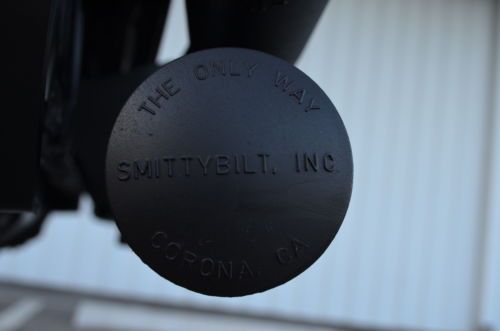 THE ONLY WAY
SMITTYBILT, INC
CORONA, CA